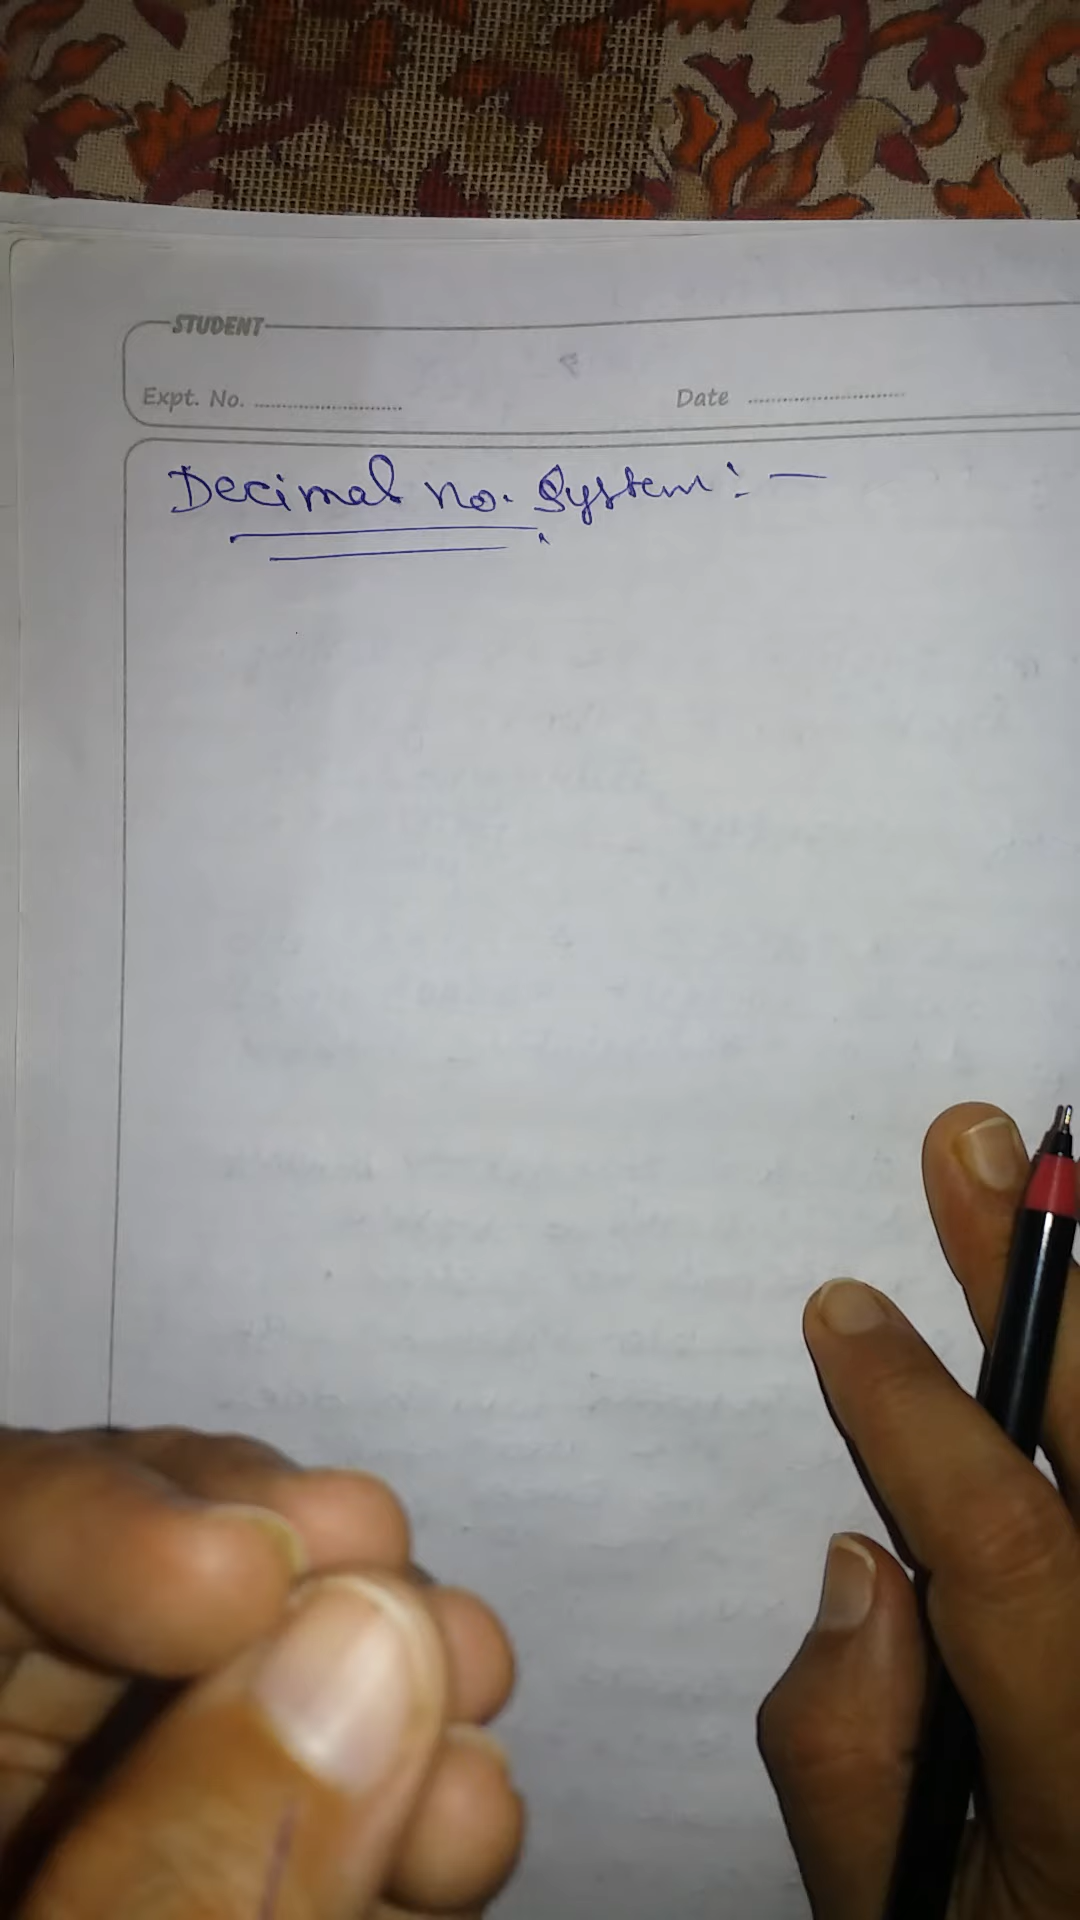 STUDENT
Expt. No. ........................... Date ...........................
Decimal no. System : —